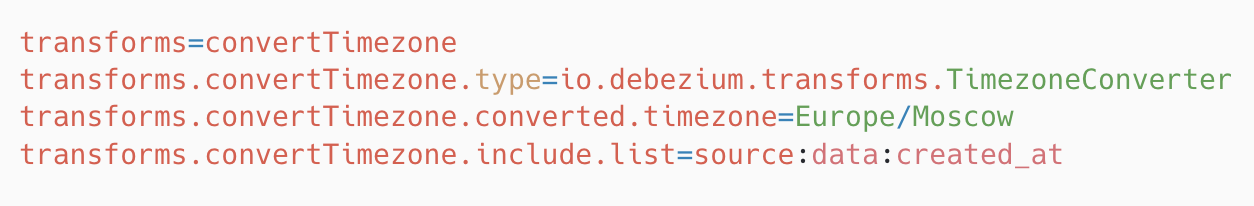 transforms=convertTimezone
transforms.convertTimezone.type=io.debezium.transforms.TimezoneConverter
transforms.convertTimezone.converted.timezone=Europe/Moscow
transforms.convertTimezone.include.list=source:data:created_at